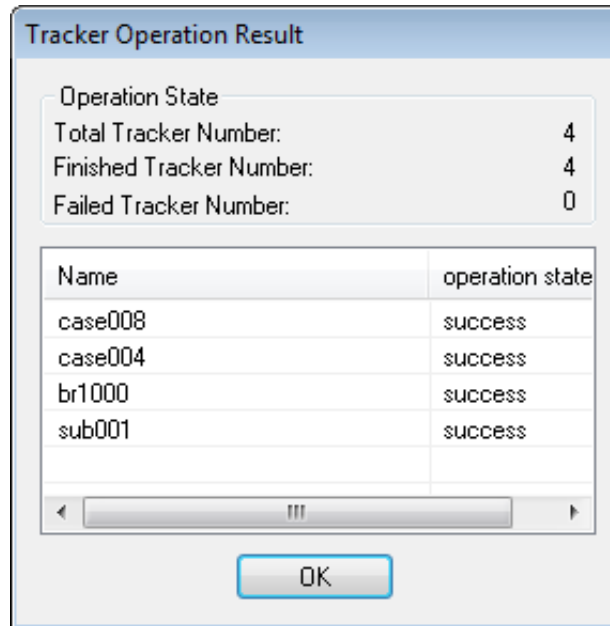 Tracker Operation Result
Operation State
Total Tracker Number: 4
Finished Tracker Number: 4
Failed Tracker Number: 0
Name operation state
case008 success
case004 success
br1000 success
sub001 success
OK